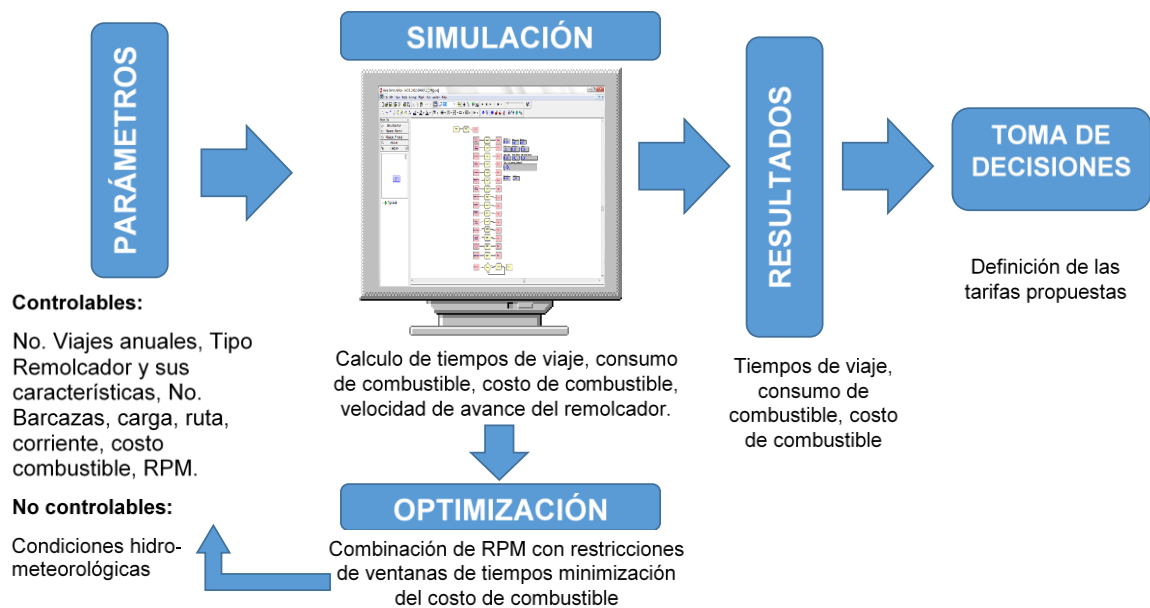 PARÁMETROS
Controlables:
No. Viajes anuales, Tipo
Remolcador y sus
características, No.
Barcazas, carga, ruta,
corriente, costo
combustible, RPM.
No controlables:
Condiciones hidro-
meteorológicas
SIMULACIÓN
Calculo de tiempos de viaje, consumo
de combustible, costo de combustible,
velocidad de avance del remolcador.
OPTIMIZACIÓN
Combinación de RPM con restricciones
de ventanas de tiempos minimización
del costo de combustible
RESULTADOS
Tiempos de viaje,
consumo de
combustible, costo
de combustible
TOMA DE
DECISIONES
Definición de las
tarifas propuestas